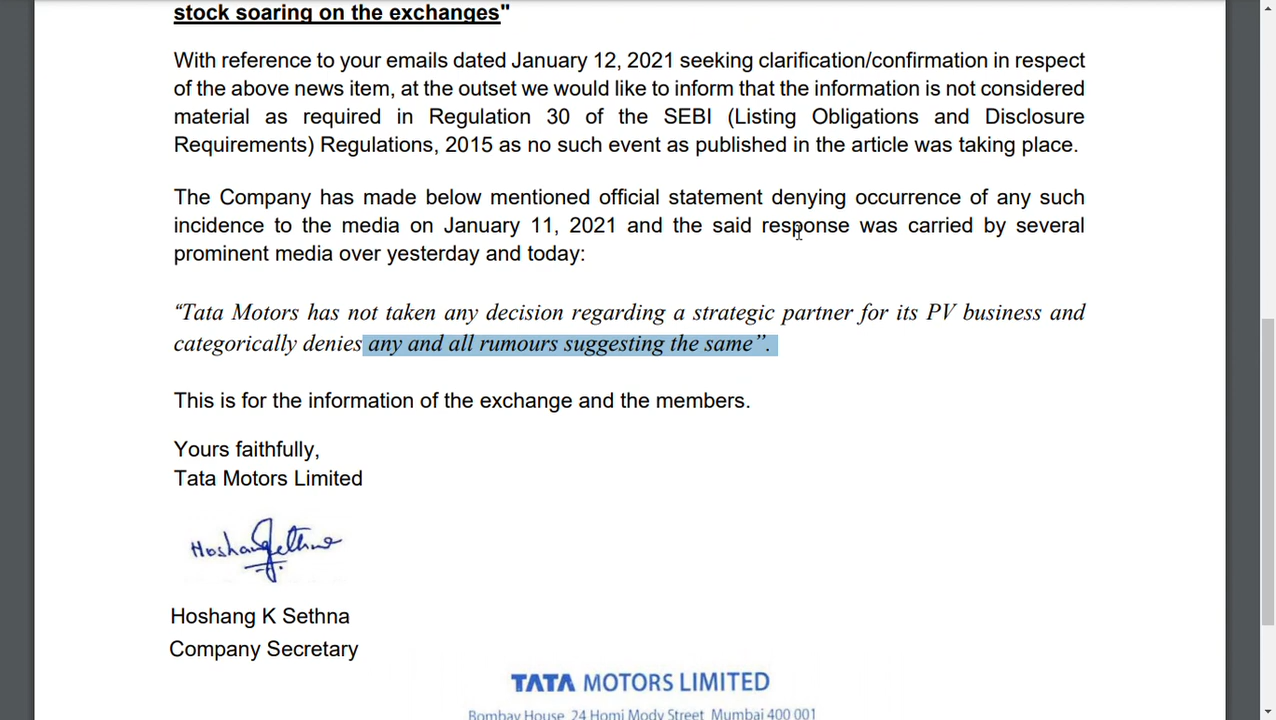 stock soaring on the exchanges"
With reference to your emails dated January 12, 2021 seeking clarification/confirmation in respect
of the above news item, at the outset we would like to inform that the information is not considered
material as required in Regulation 30 of the SEBI (Listing Obligations and Disclosure
Requirements) Regulations, 2015 as no such event as published in the article was taking place.
The Company has made below mentioned official statement denying occurrence of any such
incidence to the media on January 11, 2021 and the said response was carried by several
prominent media over yesterday and today:
“Tata Motors has not taken any decision regarding a strategic partner for its PV business and
categorically denies any and all rumours suggesting the same”.
This is for the information of the exchange and the members.
Yours faithfully,
Tata Motors Limited
Hoshang Sethna
Hoshang K Sethna
Company Secretary
TATA MOTORS LIMITED
Bombay House 24 Homi Mody Street Mumbai 400 001